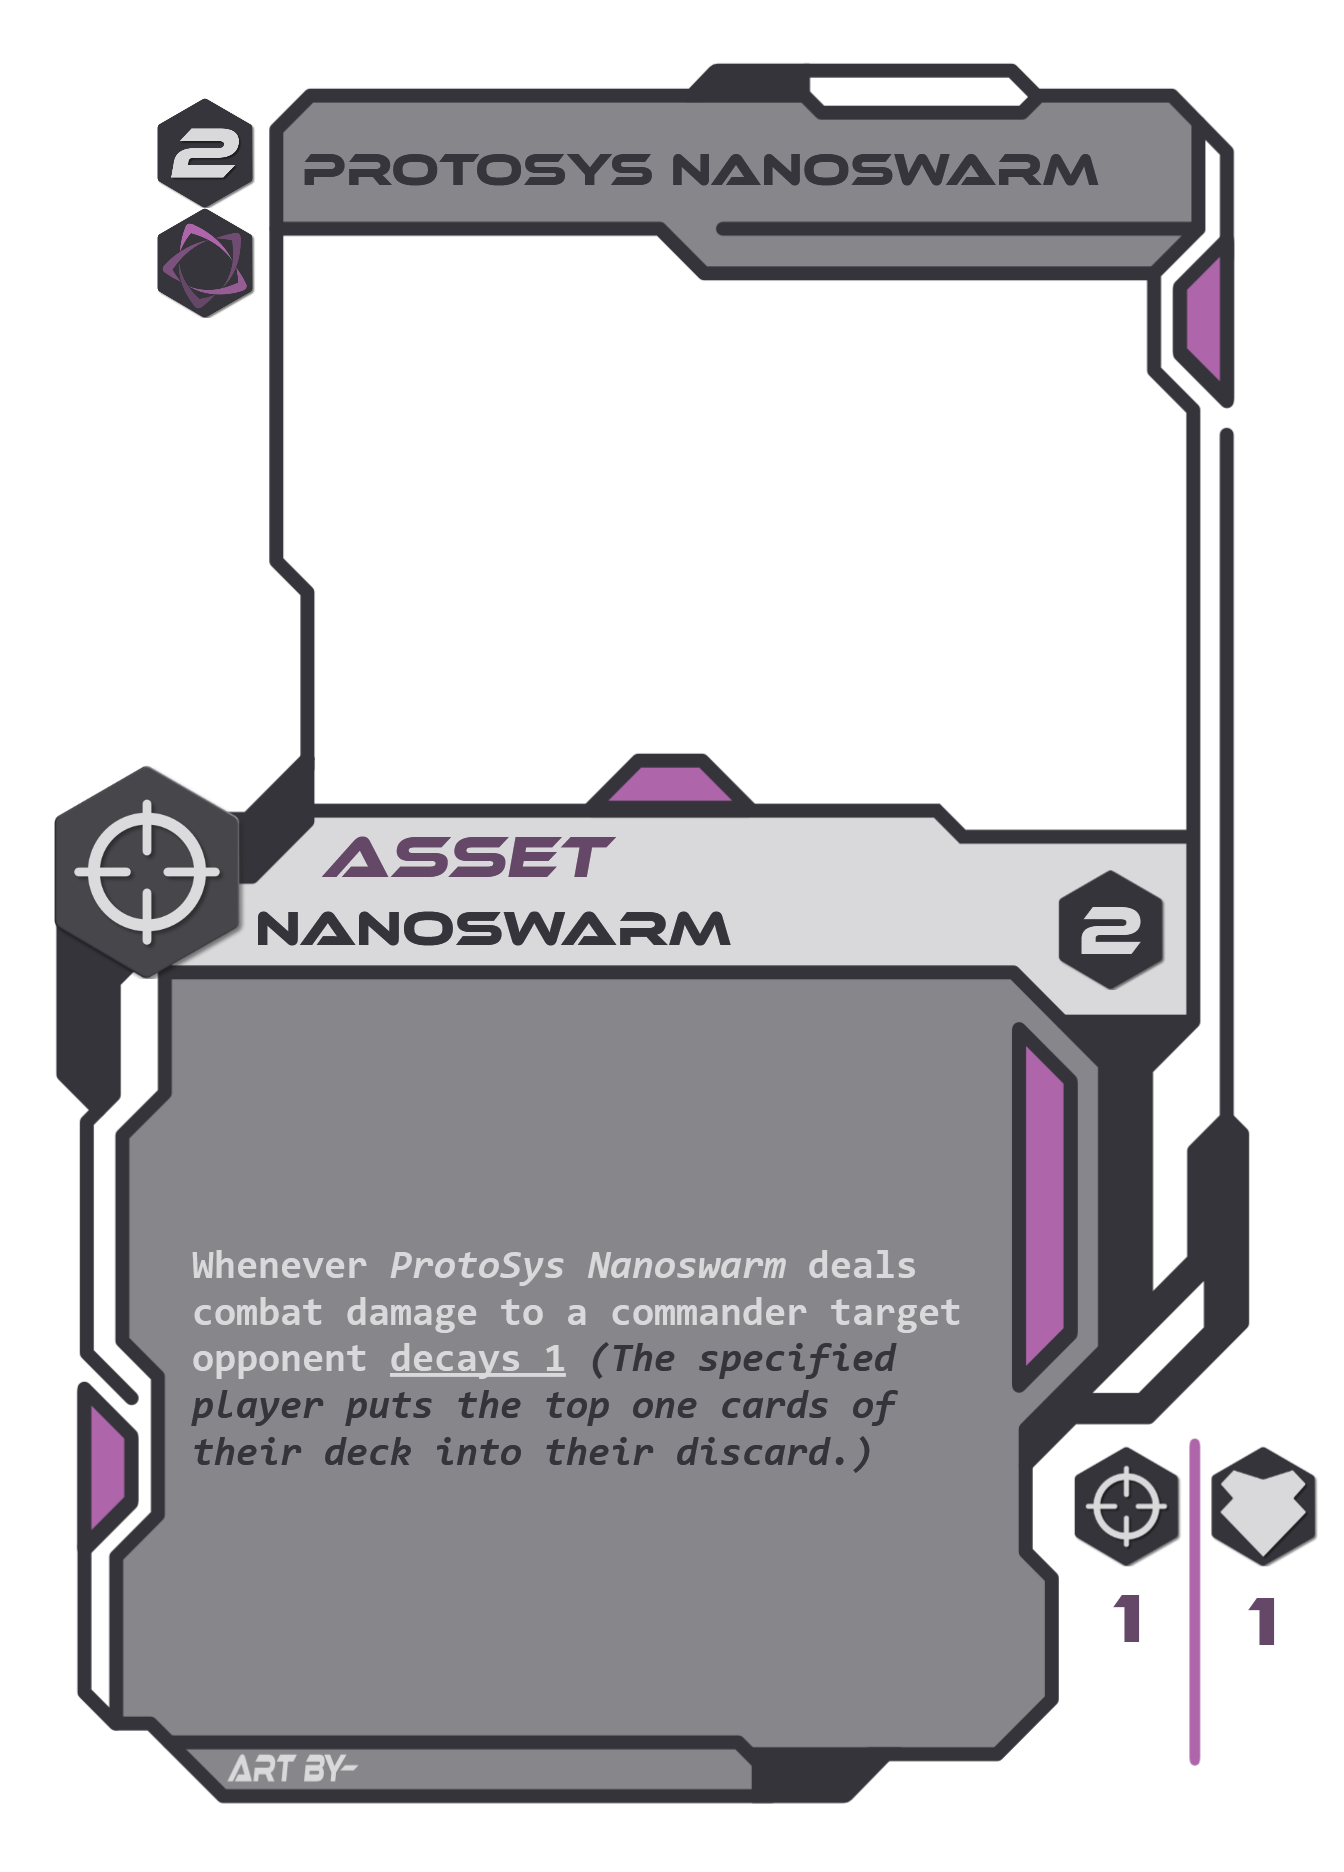 2
PROTOSYS NANOSWARM
ASSET
NANOSWARM
2
Whenever ProtoSys Nanoswarm deals
combat damage to a commander target
opponent decays 1 (The specified
player puts the top one cards of
their deck into their discard.)
1 1
ART BY-